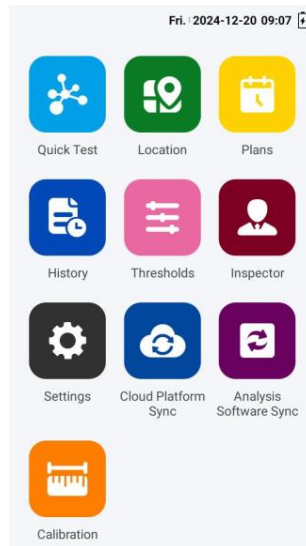 Fri. 2024-12-20 09:07
Quick Test
Location
Plans
History
Thresholds
Inspector
Settings
Cloud Platform
Sync
Analysis
Software Sync
Calibration